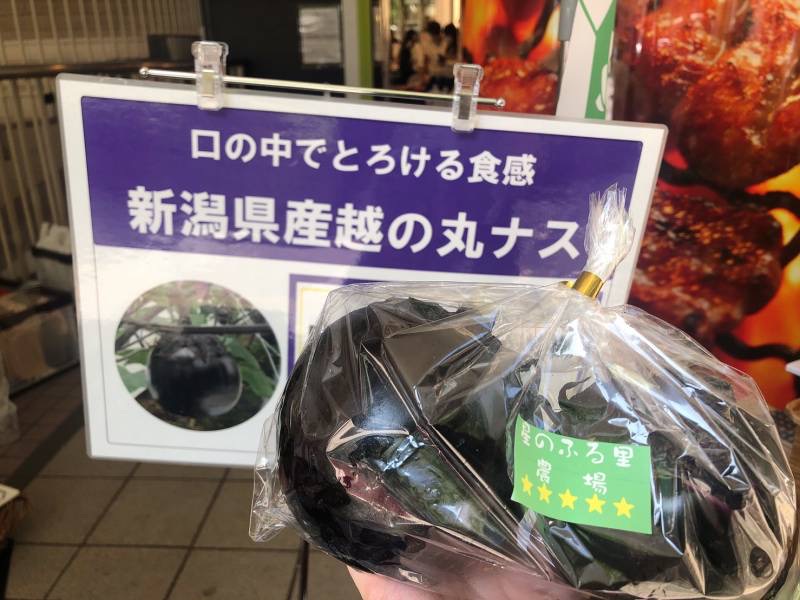 口の中でとろける食感
新潟県産越の丸ナス
星のふる里
農場